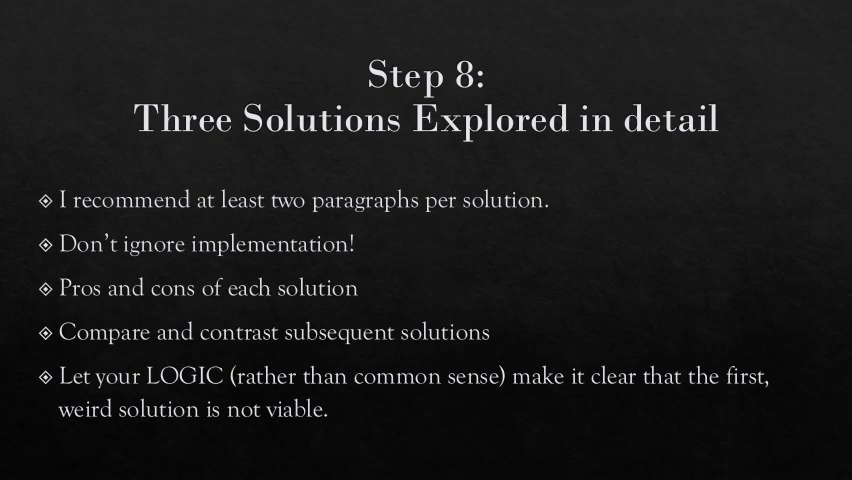 Step 8:
Three Solutions Explored in detail
I recommend at least two paragraphs per solution.
Don’t ignore implementation!
Pros and cons of each solution
Compare and contrast subsequent solutions
Let your LOGIC (rather than common sense) make it clear that the first,
weird solution is not viable.